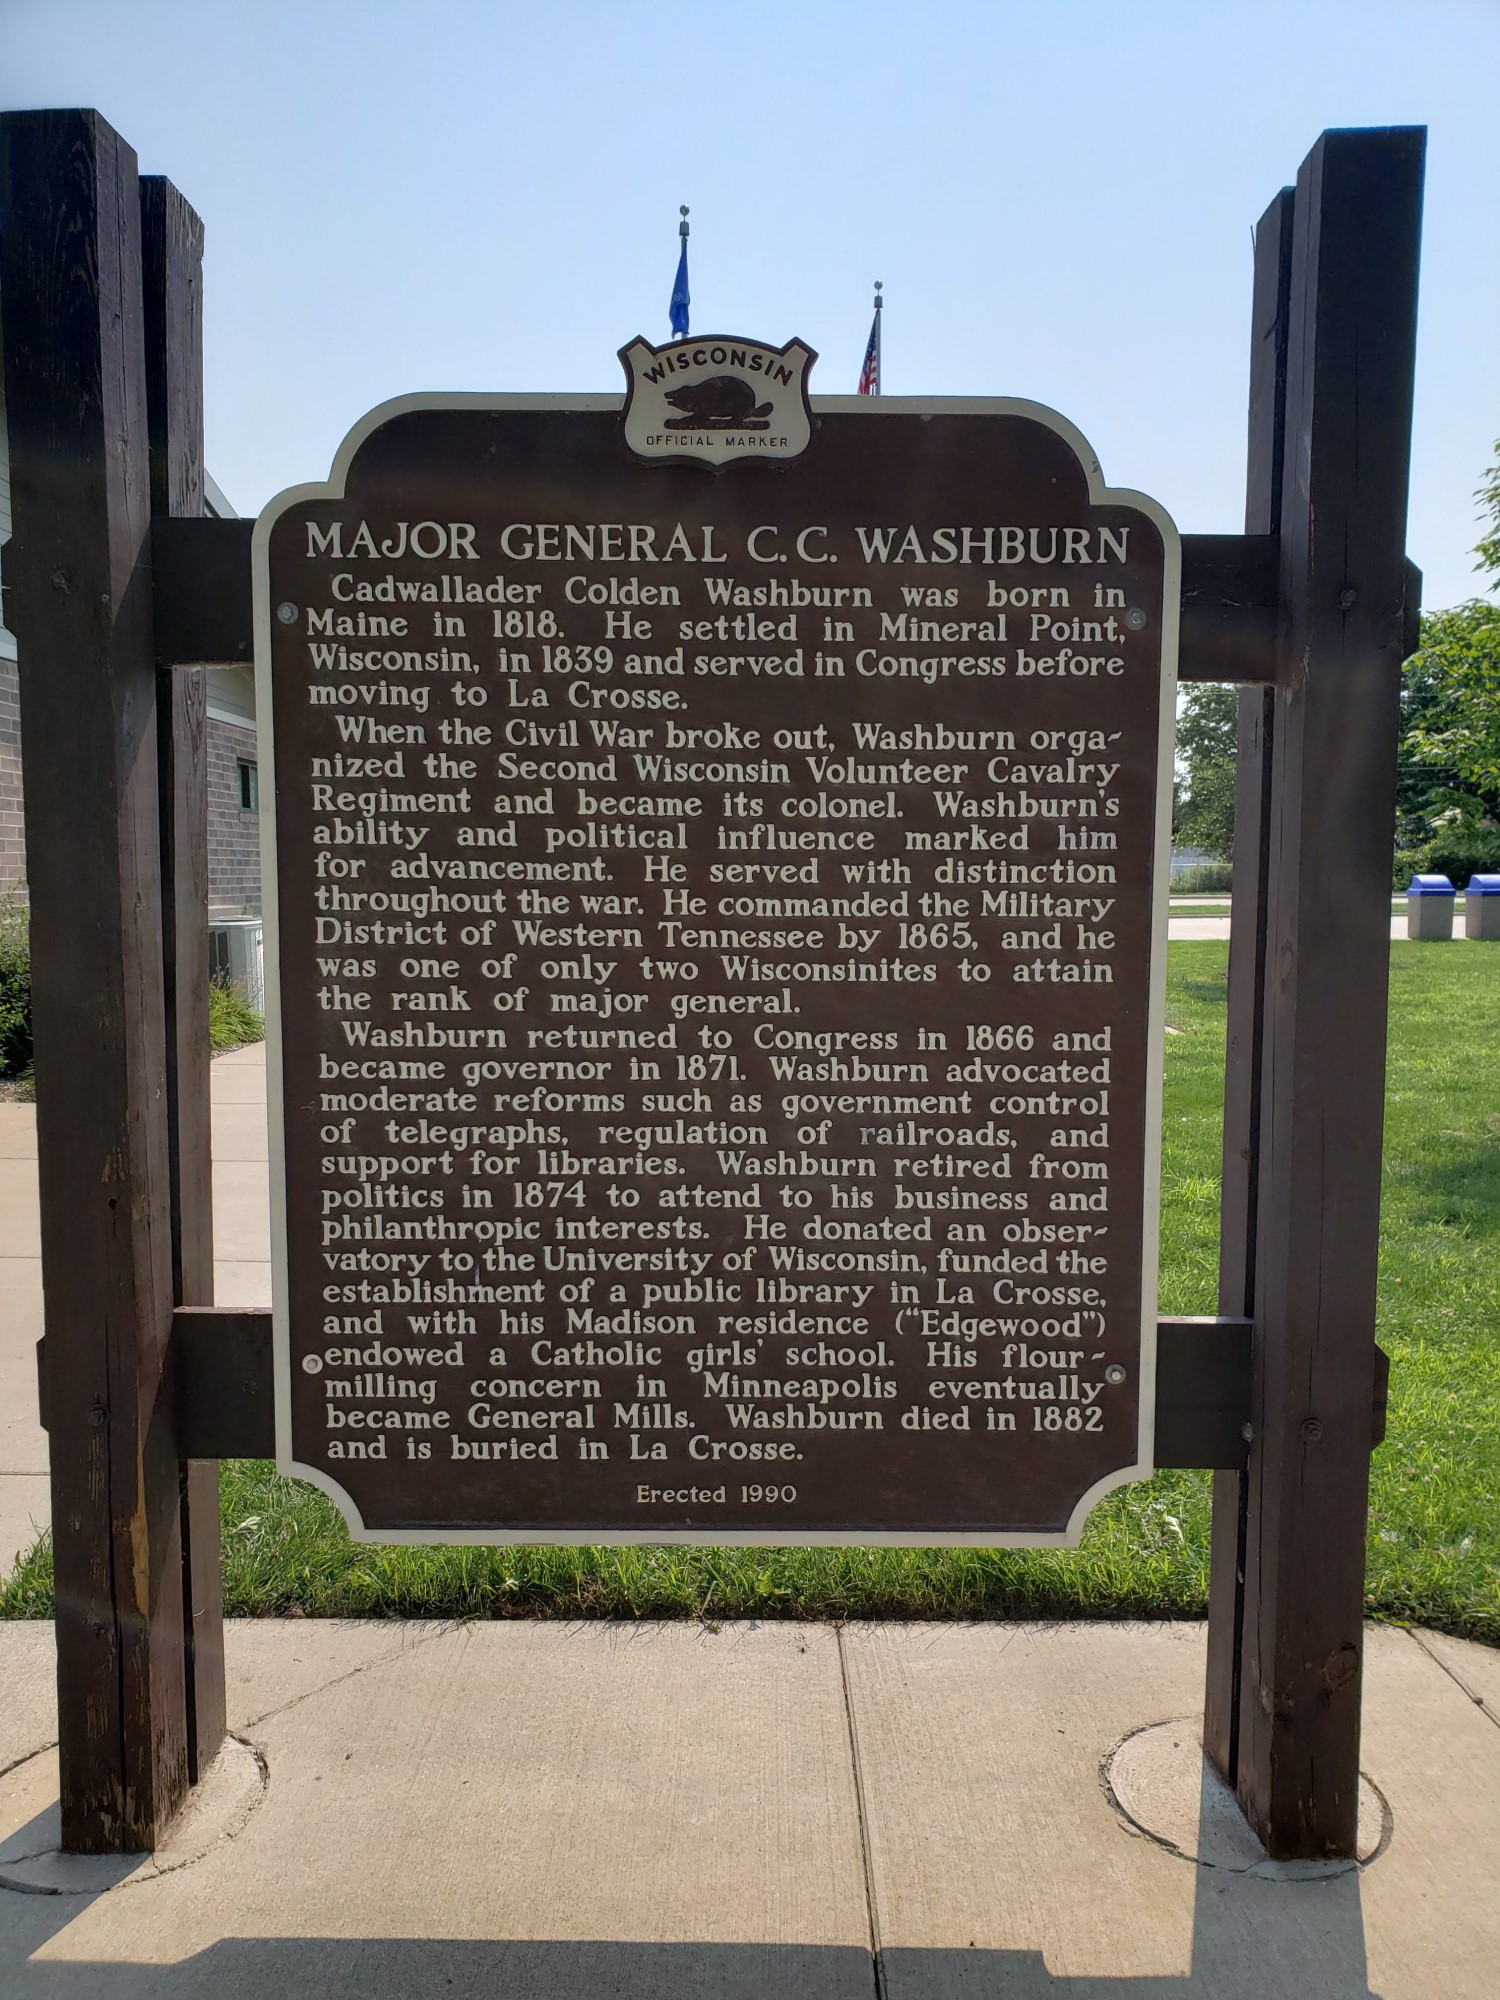 WISCONSIN
OFFICIAL MARKER
MAJOR GENERAL C. C. WASHBURN
Cadwallader Colden Washburn was born in
Maine in 1818. He settled in Mineral Point,
Wisconsin, in 1839 and served in Congress before
moving to La Crosse.
When the Civil War broke out, Washburn orga-
nized the Second Wisconsin Volunteer Cavalry
Regiment and became its colonel. Washburn's
ability and political influence marked him
for advancement. He served with distinction
throughout the war. He commanded the Military
District of Western Tennessee by 1865, and he
was one of only two Wisconsinites to attain
the rank of major general.
Washburn returned to Congress in 1866 and
became governor in 1871. Washburn advocated
moderate reforms such as government control
of telegraphs, regulation of railroads, and
support for libraries. Washburn retired from
politics in 1874 to attend to his business and
philanthropic interests. He donated an obser-
vatory to the University of Wisconsin, funded the
establishment of a public library in La Crosse,
and with his Madison residence ("Edgewood")
endowed a Catholic girls' school. His flour-
milling concern in Minneapolis eventually
became General Mills. Washburn died in 1882
and is buried in La Crosse.
Erected 1990